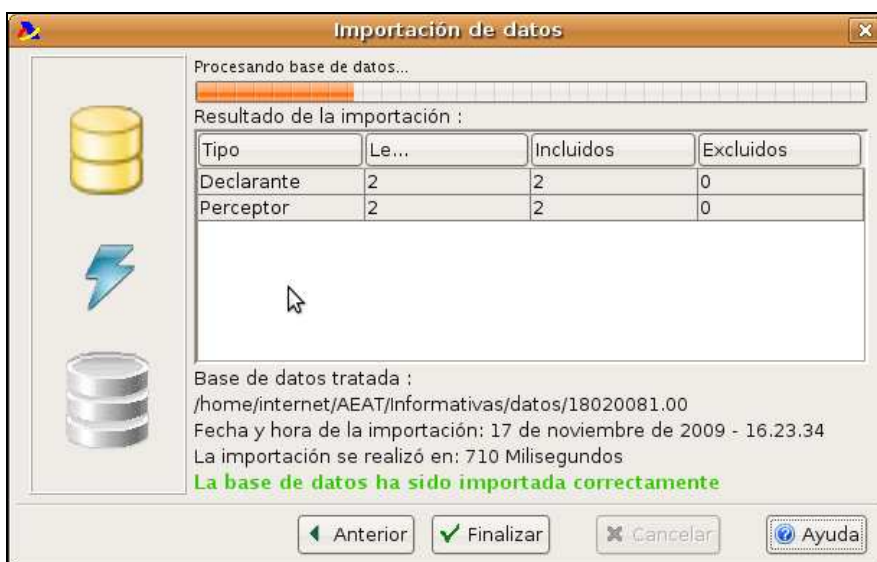 Importación de datos
Procesando base de datos...
Resultado de la importación :
Tipo Le... Incluidos Excluidos
Declarante 2 2 0
Perceptor 2 2 0
Base de datos tratada :
/home/internet/AEAT/Informativas/datos/18020081.00
Fecha y hora de la importación: 17 de noviembre de 2009 - 16.23.34
La importación se realizó en: 710 Milisegundos
La base de datos ha sido importada correctamente
Anterior Finalizar Cancelar Ayuda